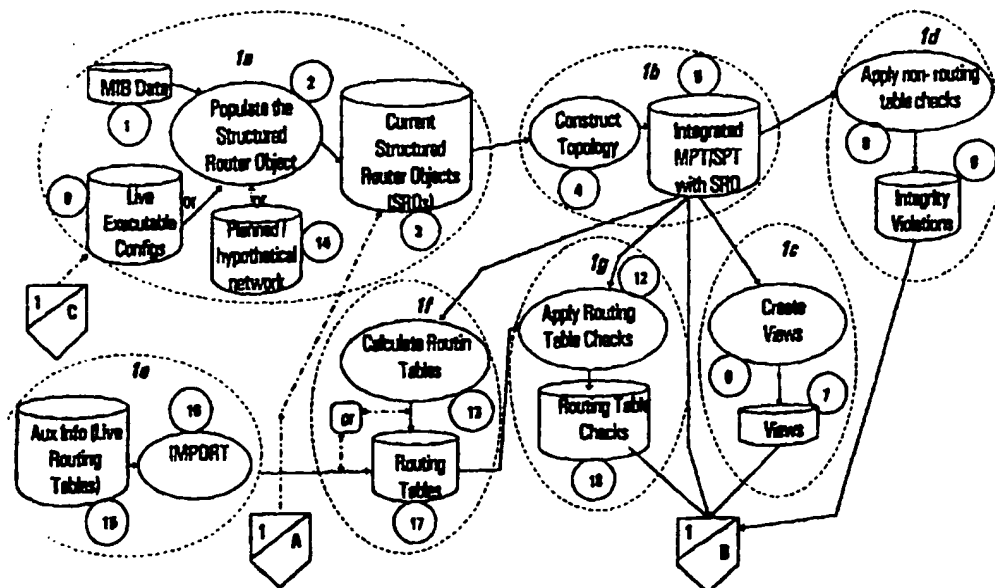 1a
MIB Data
1
Populate the
Structured
Router Object
2
Current
Structured
Router Objects
(SROs)
3
Live
Executable
Configs
or
or
Planned /
hypothetical
network
14
1
C
1b
Construct
Topology
4
Integrated
MPT/SPT
with SRO
1d
Apply non-routing
table checks
Integrity
Violations
1e
Aux Info (Live
Routing
Tables)
15
IMPORT
16
1
A
1f
Calculate Routin
Tables
13
or
Routing
Tables
17
1g
12
Apply Routing
Table Checks
Routing Table
Checks
18
1c
Create
Views
7
Views
1
B